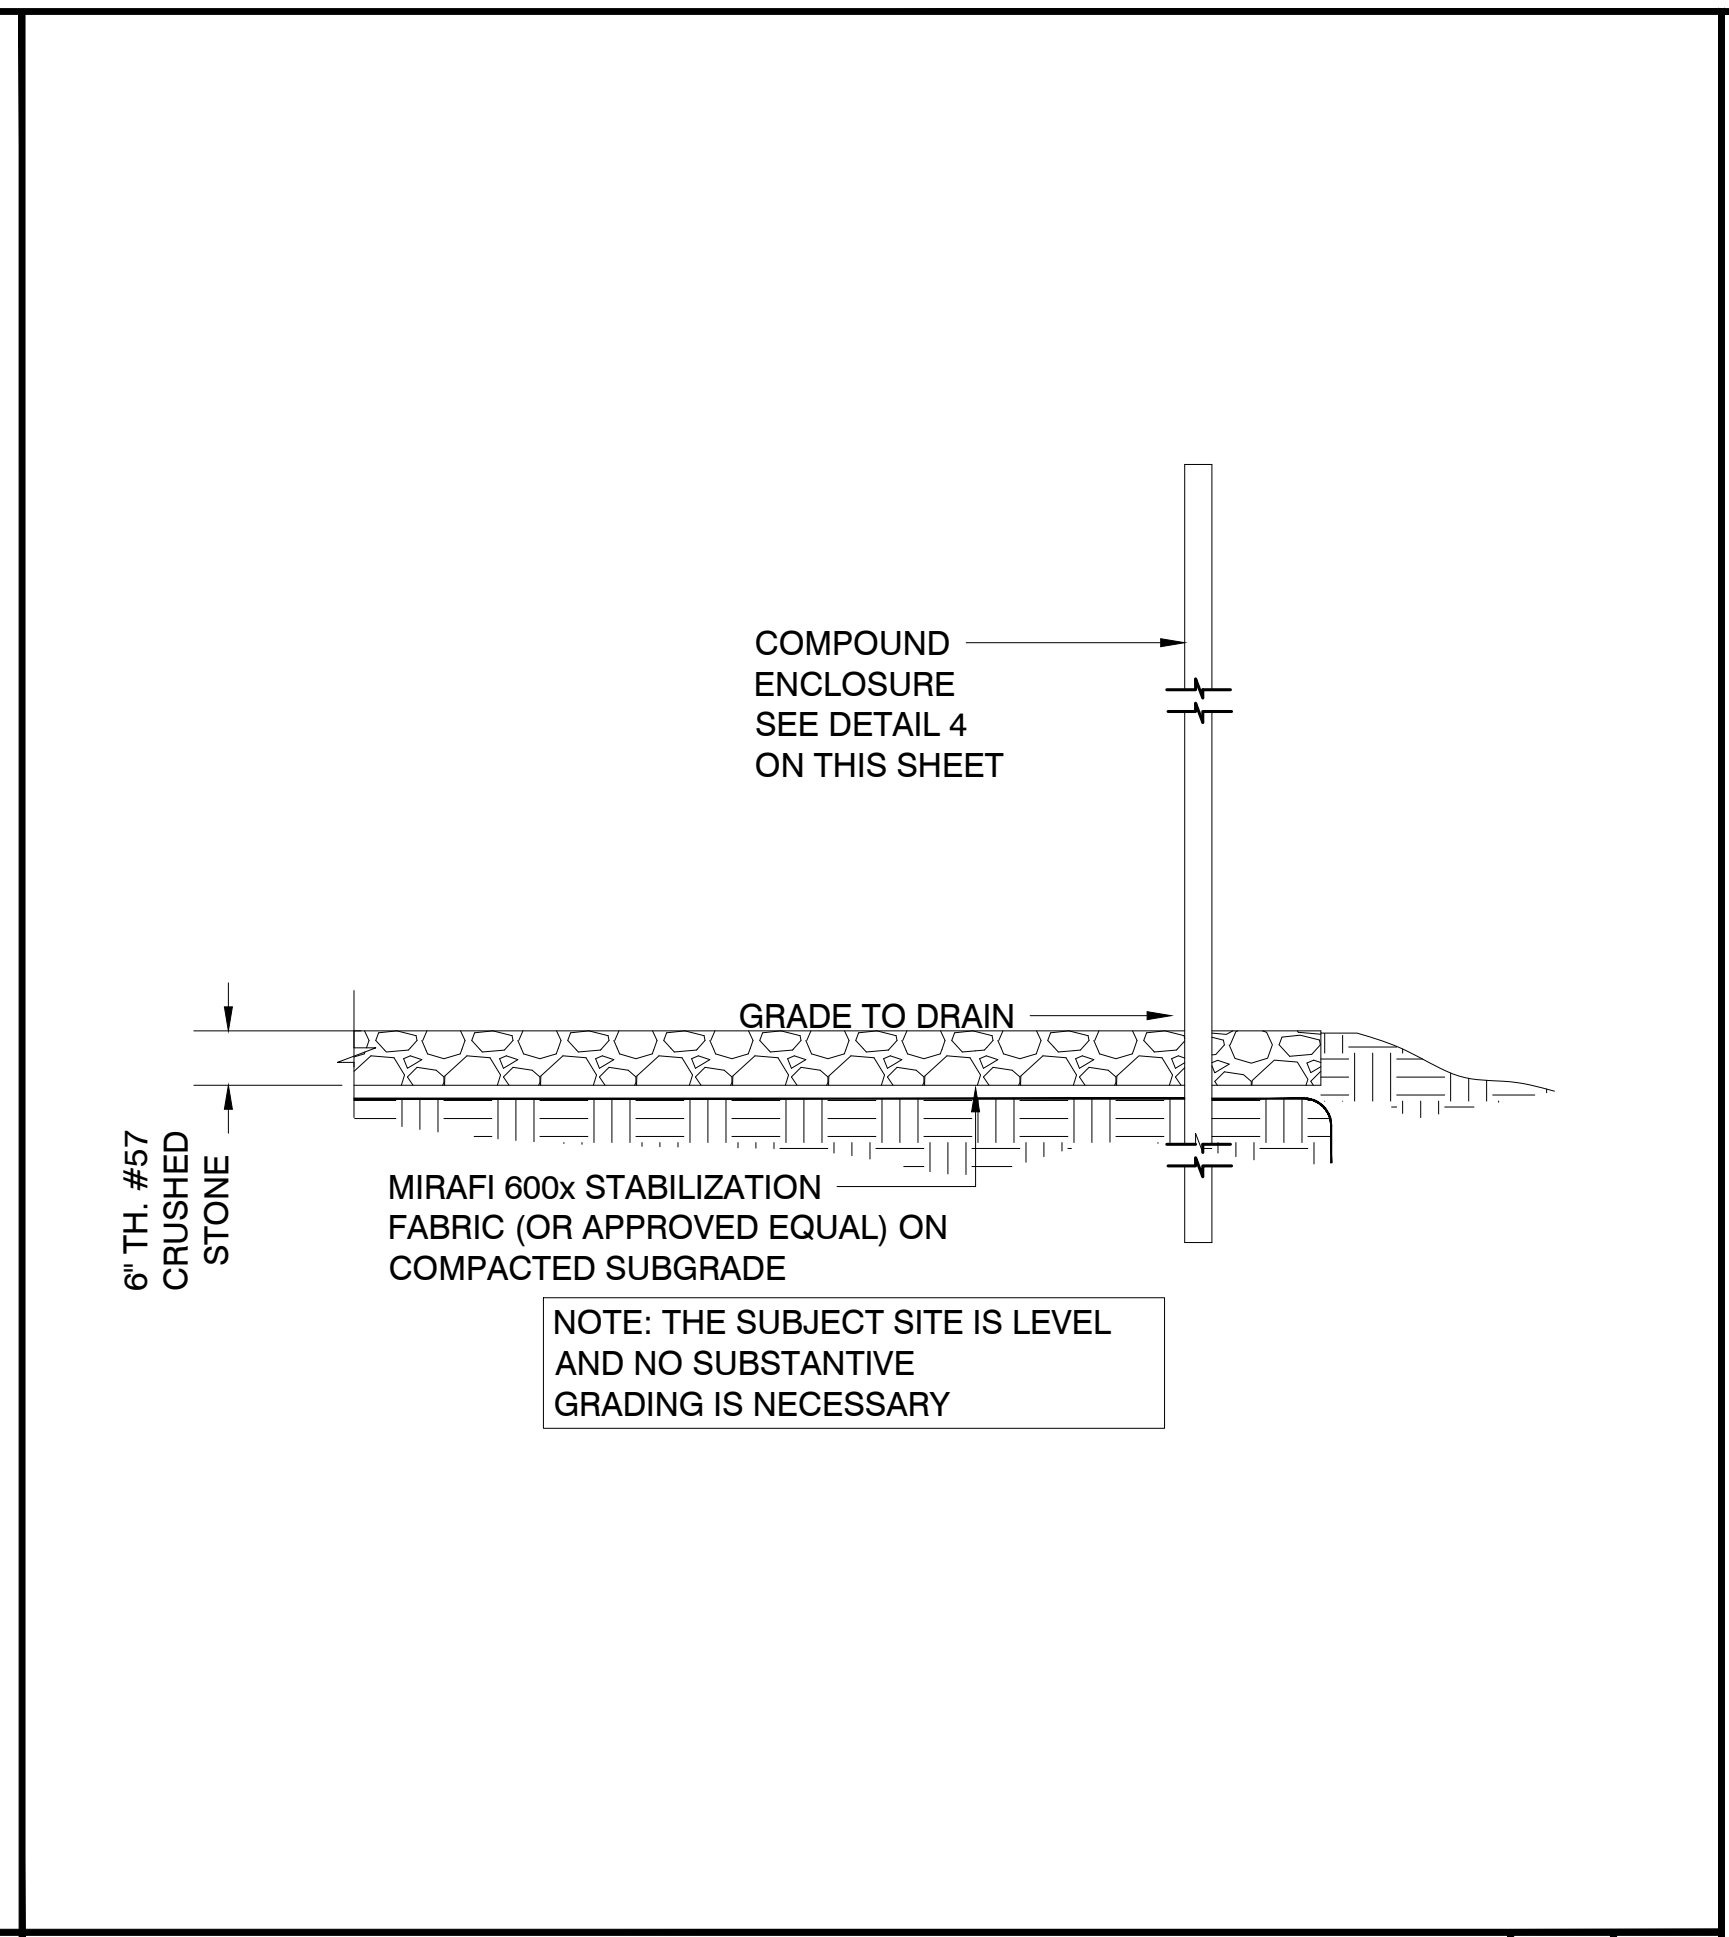 COMPOUND
ENCLOSURE
SEE DETAIL 4
ON THIS SHEET
GRADE TO DRAIN
6" TH. #57
CRUSHED
STONE
MIRAFI 600x STABILIZATION
FABRIC (OR APPROVED EQUAL) ON
COMPACTED SUBGRADE
NOTE: THE SUBJECT SITE IS LEVEL
AND NO SUBSTANTIVE
GRADING IS NECESSARY